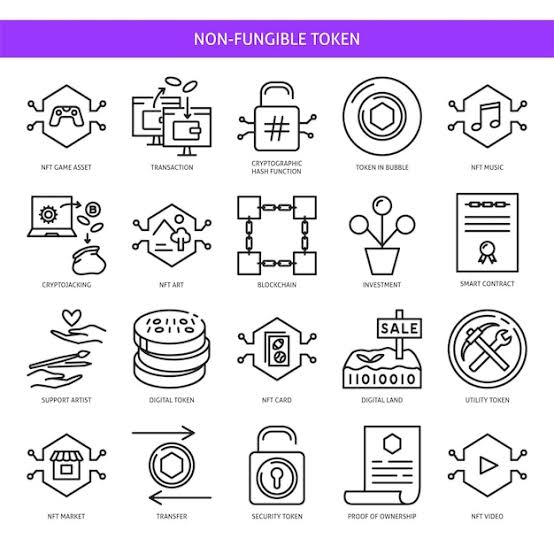 NON-FUNGIBLE TOKEN
NFT GAME ASSET
TRANSACTION
#
CRYPTOGRAPHIC
HASH FUNCTION
TOKEN IN BUBBLE
NFT MUSIC
B
CRYPTOJACKING
NFT ART
BLOCKCHAIN
INVESTMENT
SMART CONTRACT
SUPPORT ARTIST
DIGITAL TOKEN
NFT CARD
SALE
11010010
DIGITAL LAND
UTILITY TOKEN
NFT MARKET
TRANSFER
SECURITY TOKEN
PROOF OF OWNERSHIP
NFT VIDEO